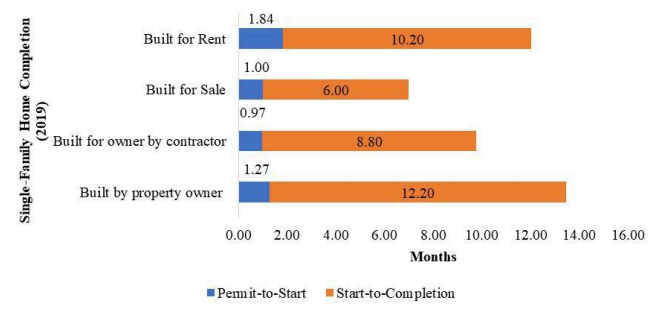 Single-Family Home Completion
(2019)
1.84
Built for Rent
10.20
1.00
Built for Sale
6.00
0.97
Built for owner by contractor
8.80
1.27
Built by property owner
12.20
0.00 2.00 4.00 6.00 8.00 10.00 12.00 14.00 16.00
Months
Permit-to-Start Start-to-Completion